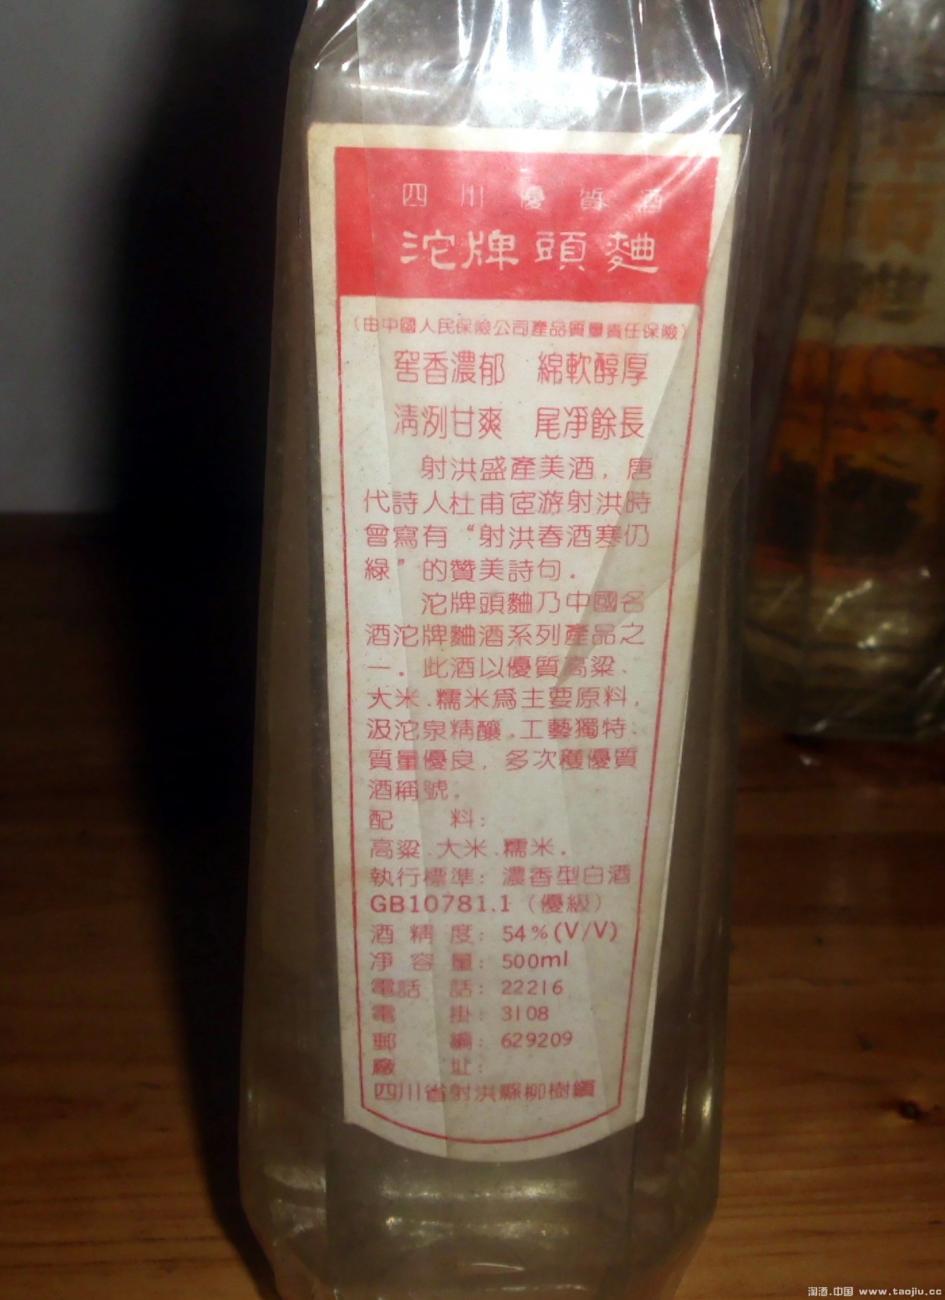 四川優質酒
沱牌頭麯
(由中國人民保險公司產品質量責任保險)
窖香濃郁 綿軟醇厚
清洌甘爽 尾凈餘長
射洪盛產美酒，唐
代詩人杜甫宦游射洪時
曾寫有“射洪春酒寒仍
綠”的贊美詩句。
沱牌頭麯乃中國名
酒沱牌麯酒系列產品之
一。此酒以優質高粱、
大米、糯米爲主要原料，
汲沱泉精釀，工藝獨特、
質量優良，多次獲優質
酒稱號。
配 料：
高粱、大米、糯米。
執行標準：濃香型白酒
GB10781.1（優級）
酒精度：54%(V/V)
净容量：500ml
電話 話：22216
電 掛：3108
郵 編：629209
廠 址：
四川省射洪縣柳樹鎮
淘酒.中国 www.taojiu.cc